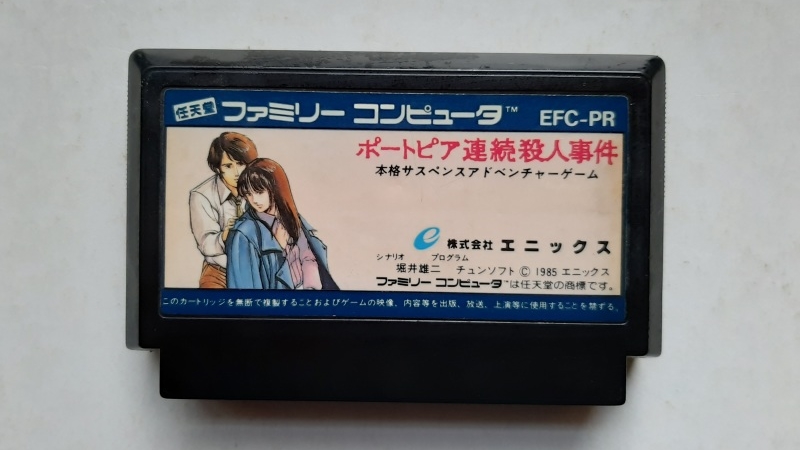 任天堂 ファミリー コンピュータ™ EFC-PR
ポートピア連続殺人事件
本格サスペンスアドベンチャーゲーム
e 株式会社 エニックス
シナリオ プログラム
堀井雄二 チュンソフト © 1985 エニックス
ファミリー コンピュータ™は任天堂の商標です。
このカートリッジを無断で複製することおよびゲームの映像、内容等を出版、放送、上演等に使用することを禁ずる。